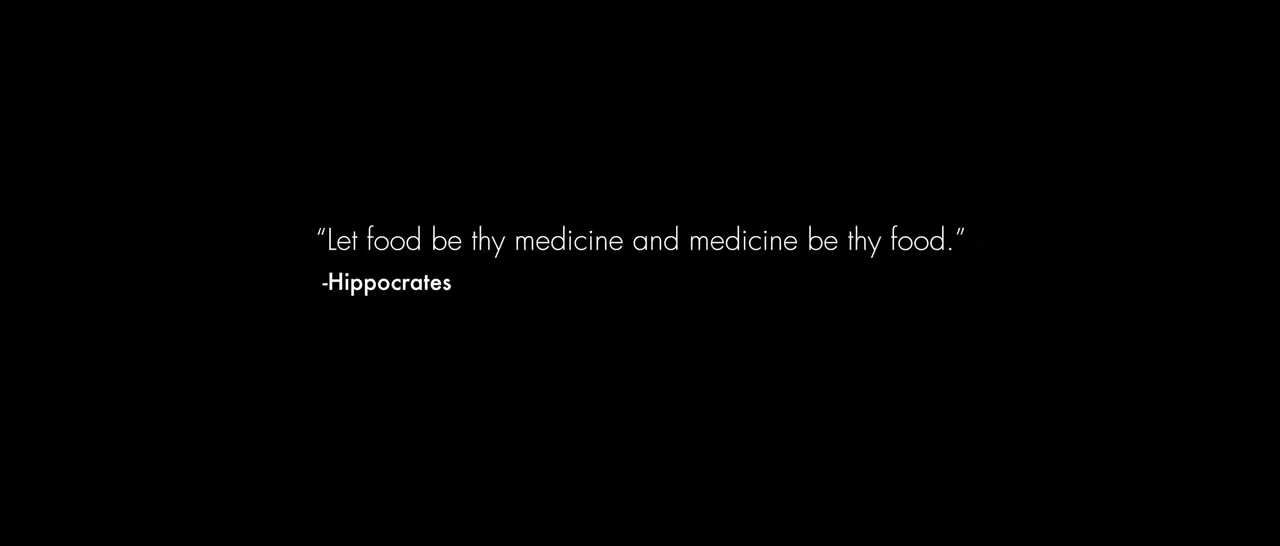 “Let food be thy medicine and medicine be thy food.”
-Hippocrates